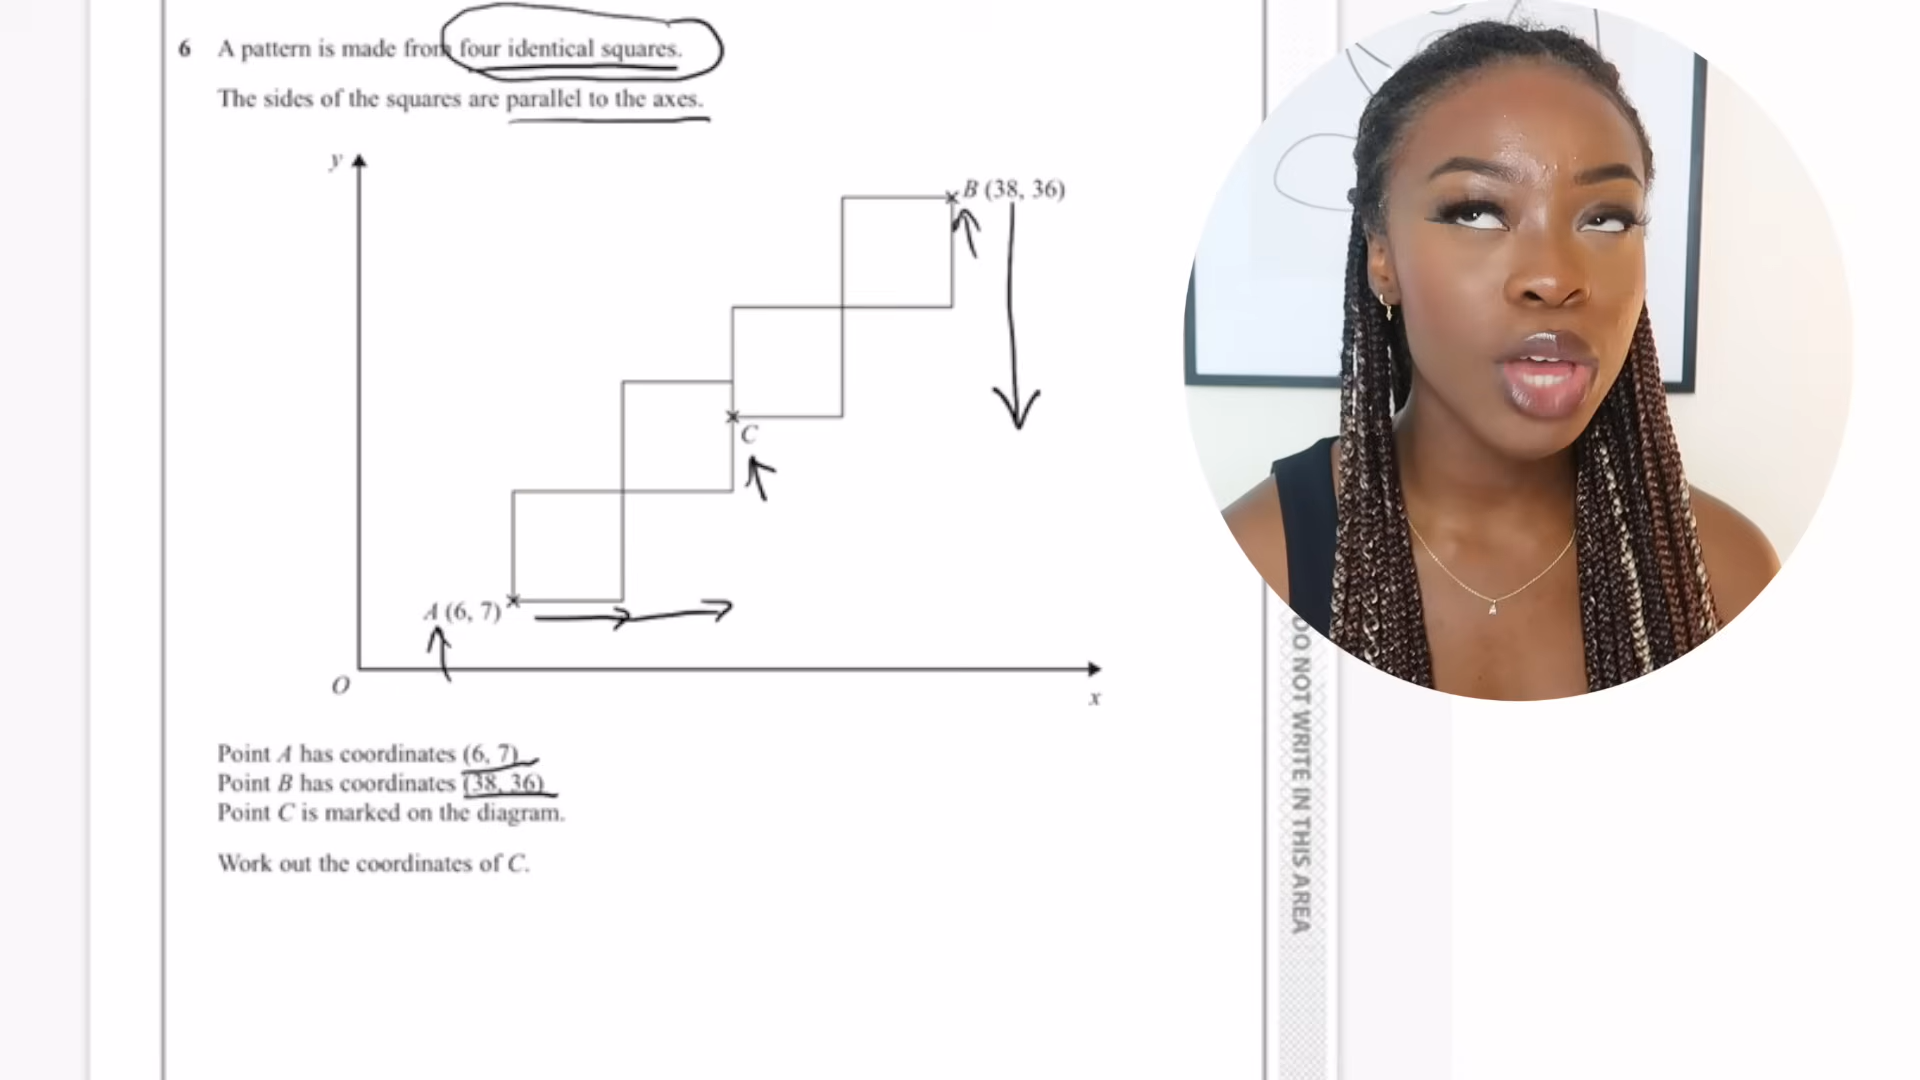 6 A pattern is made from four identical squares.
The sides of the squares are parallel to the axes.
y
B (38, 36)
C
A (6, 7)
O
x
Point A has coordinates (6, 7)
Point B has coordinates (38, 36)
Point C is marked on the diagram.
Work out the coordinates of C.
DO NOT WRITE IN THIS AREA